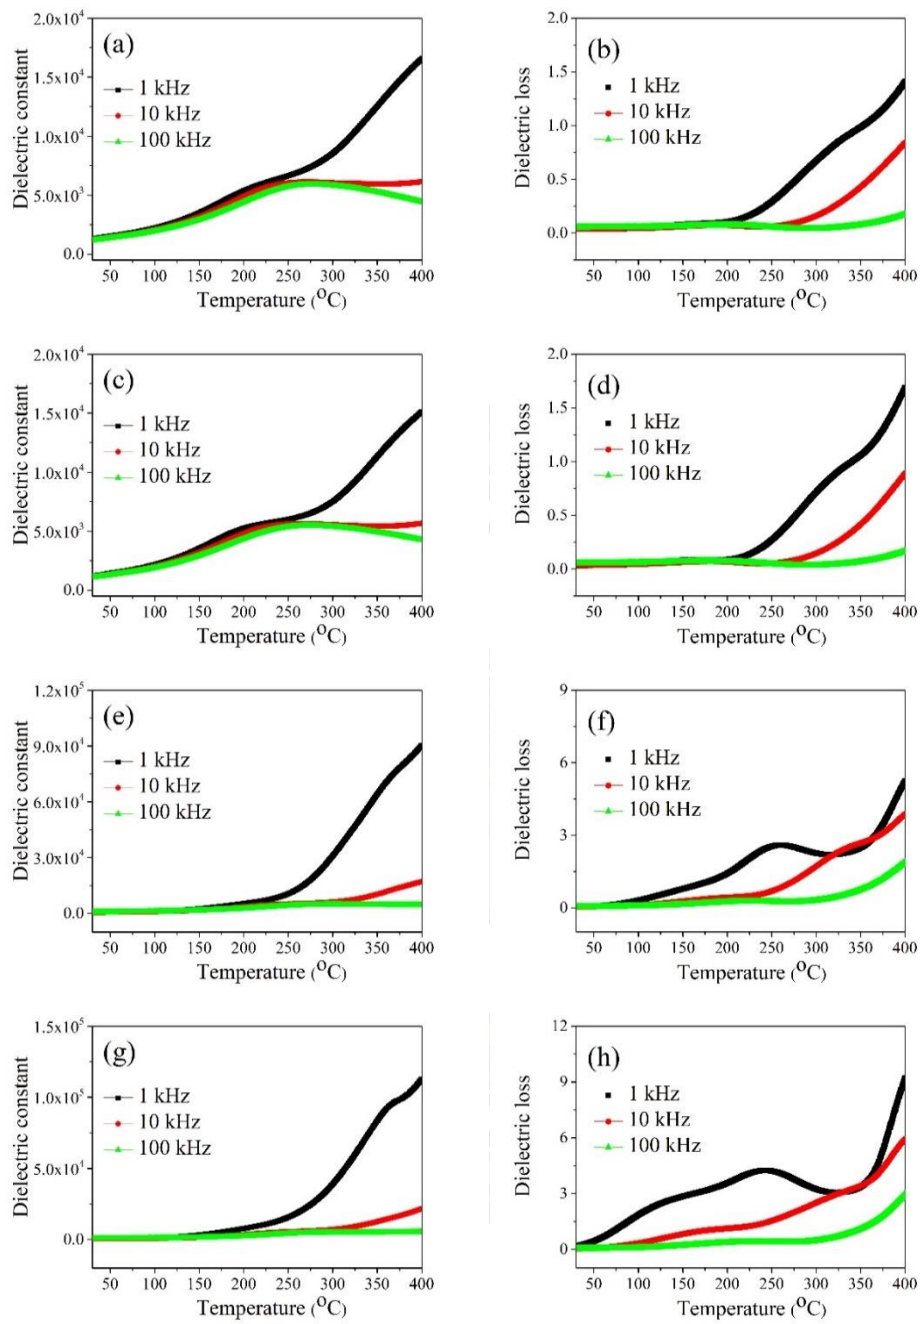 (a)
Dielectric constant
2.0x10⁴
1.5x10⁴
1.0x10⁴
5.0x10³
0.0
1 kHz
10 kHz
100 kHz
50 100 150 200 250 300 350 400
Temperature (°C)
(b)
Dielectric loss
2.0
1.5
1.0
0.5
0.0
1 kHz
10 kHz
100 kHz
50 100 150 200 250 300 350 400
Temperature (°C)
(c)
Dielectric constant
2.0x10⁴
1.5x10⁴
1.0x10⁴
5.0x10³
0.0
1 kHz
10 kHz
100 kHz
50 100 150 200 250 300 350 400
Temperature (°C)
(d)
Dielectric loss
2.0
1.5
1.0
0.5
0.0
1 kHz
10 kHz
100 kHz
50 100 150 200 250 300 350 400
Temperature (°C)
(e)
Dielectric constant
1.2x10⁵
9.0x10⁴
6.0x10⁴
3.0x10⁴
0.0
1 kHz
10 kHz
100 kHz
50 100 150 200 250 300 350 400
Temperature (°C)
(f)
Dielectric loss
9
6
3
0
1 kHz
10 kHz
100 kHz
50 100 150 200 250 300 350 400
Temperature (°C)
(g)
Dielectric constant
1.5x10⁵
1.0x10⁵
5.0x10⁴
0.0
1 kHz
10 kHz
100 kHz
50 100 150 200 250 300 350 400
Temperature (°C)
(h)
Dielectric loss
12
9
6
3
0
1 kHz
10 kHz
100 kHz
50 100 150 200 250 300 350 400
Temperature (°C)